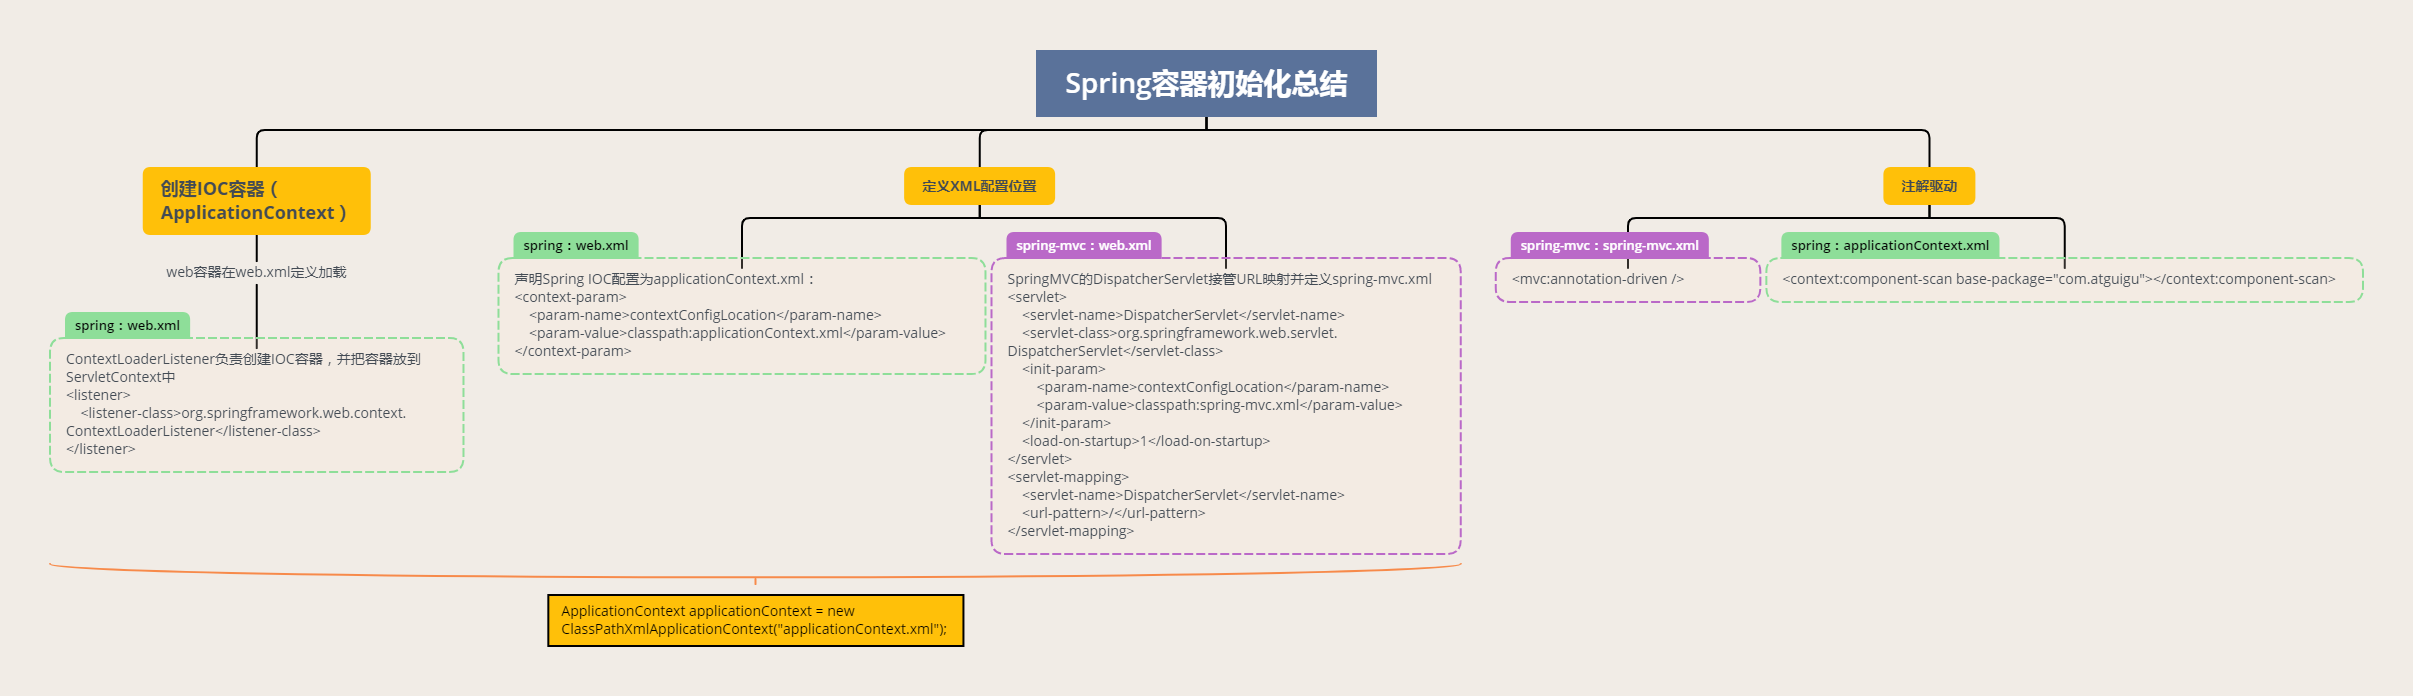 Spring容器初始化总结
创建IOC容器（
ApplicationContext）
web容器在web.xml定义加载
spring：web.xml
ContextLoaderListener负责创建IOC容器，并把容器放到
ServletContext中
<listener>
    <listener-class>org.springframework.web.context.
ContextLoaderListener</listener-class>
</listener>
定义XML配置位置
spring：web.xml
声明Spring IOC配置为applicationContext.xml：
<context-param>
    <param-name>contextConfigLocation</param-name>
    <param-value>classpath:applicationContext.xml</param-value>
</context-param>
spring-mvc：web.xml
SpringMVC的DispatcherServlet接管URL映射并定义spring-mvc.xml
<servlet>
    <servlet-name>DispatcherServlet</servlet-name>
    <servlet-class>org.springframework.web.servlet.
DispatcherServlet</servlet-class>
    <init-param>
        <param-name>contextConfigLocation</param-name>
        <param-value>classpath:spring-mvc.xml</param-value>
    </init-param>
    <load-on-startup>1</load-on-startup>
</servlet>
<servlet-mapping>
    <servlet-name>DispatcherServlet</servlet-name>
    <url-pattern>/</url-pattern>
</servlet-mapping>
注解驱动
spring-mvc：spring-mvc.xml
<mvc:annotation-driven />
spring：applicationContext.xml
<context:component-scan base-package="com.atguigu"></context:component-scan>
ApplicationContext applicationContext = new
ClassPathXmlApplicationContext("applicationContext.xml");